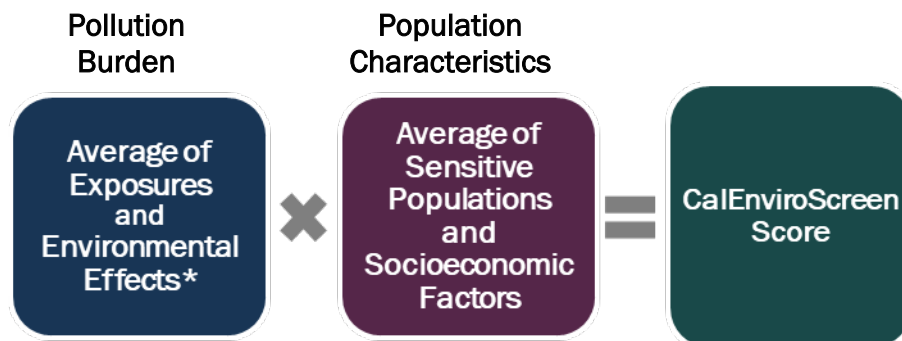 Pollution
Burden
Population
Characteristics
Average of
Exposures
and
Environmental
Effects*
Average of
Sensitive
Populations
and
Socioeconomic
Factors
CalEnviroScreen
Score